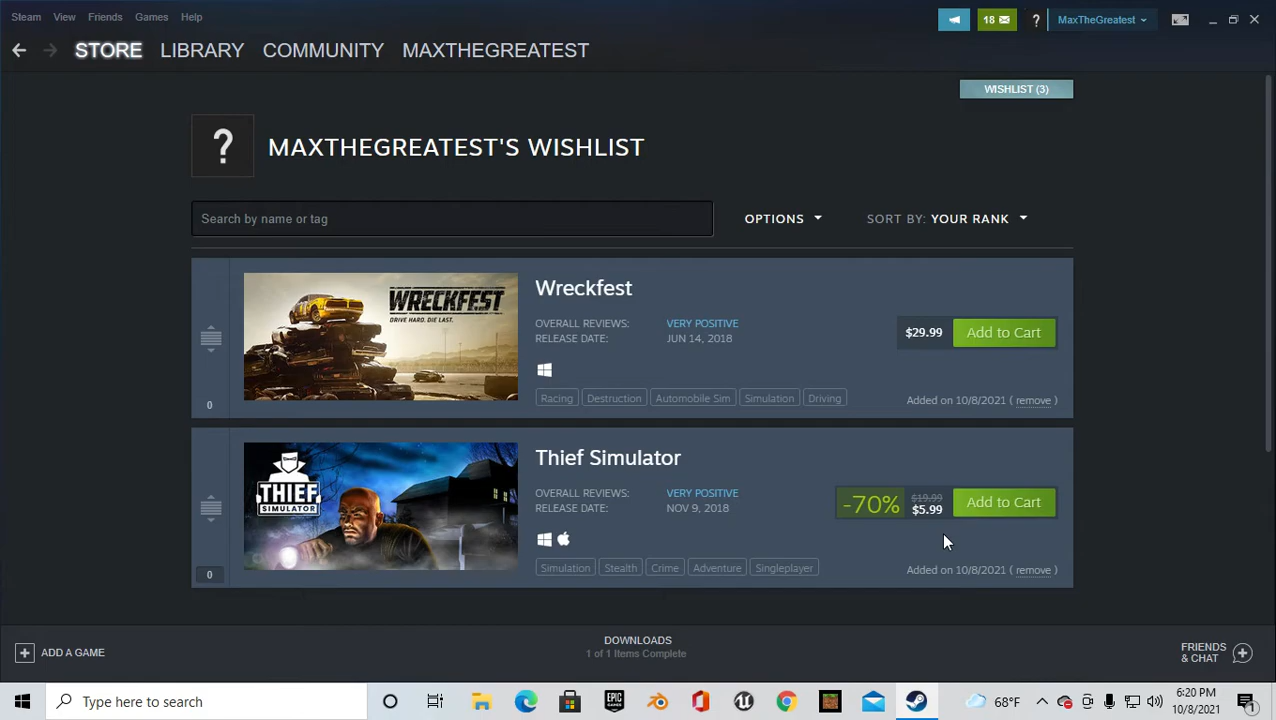 Steam View Friends Games Help
18 ? MaxTheGreatest
STORE LIBRARY COMMUNITY MAXTHEGREATEST
WISHLIST (3)
?
MAXTHEGREATEST'S WISHLIST
Search by name or tag
OPTIONS
SORT BY: YOUR RANK
WRECKFEST
DRIVE HARD. DIE LAST.
Wreckfest
OVERALL REVIEWS: VERY POSITIVE
RELEASE DATE: JUN 14, 2018
$29.99 Add to Cart
Racing Destruction Automobile Sim Simulation Driving
Added on 10/8/2021 ( remove )
0
THIEF
SIMULATOR
Thief Simulator
OVERALL REVIEWS: VERY POSITIVE
RELEASE DATE: NOV 9, 2018
-70% $19.99 $5.99 Add to Cart
Simulation Stealth Crime Adventure Singleplayer
Added on 10/8/2021 ( remove )
0
+ ADD A GAME
DOWNLOADS
1 of 1 Items Complete
FRIENDS
& CHAT +
Type here to search
EPIC
GAMES
68°F
6:20 PM
10/8/2021
1